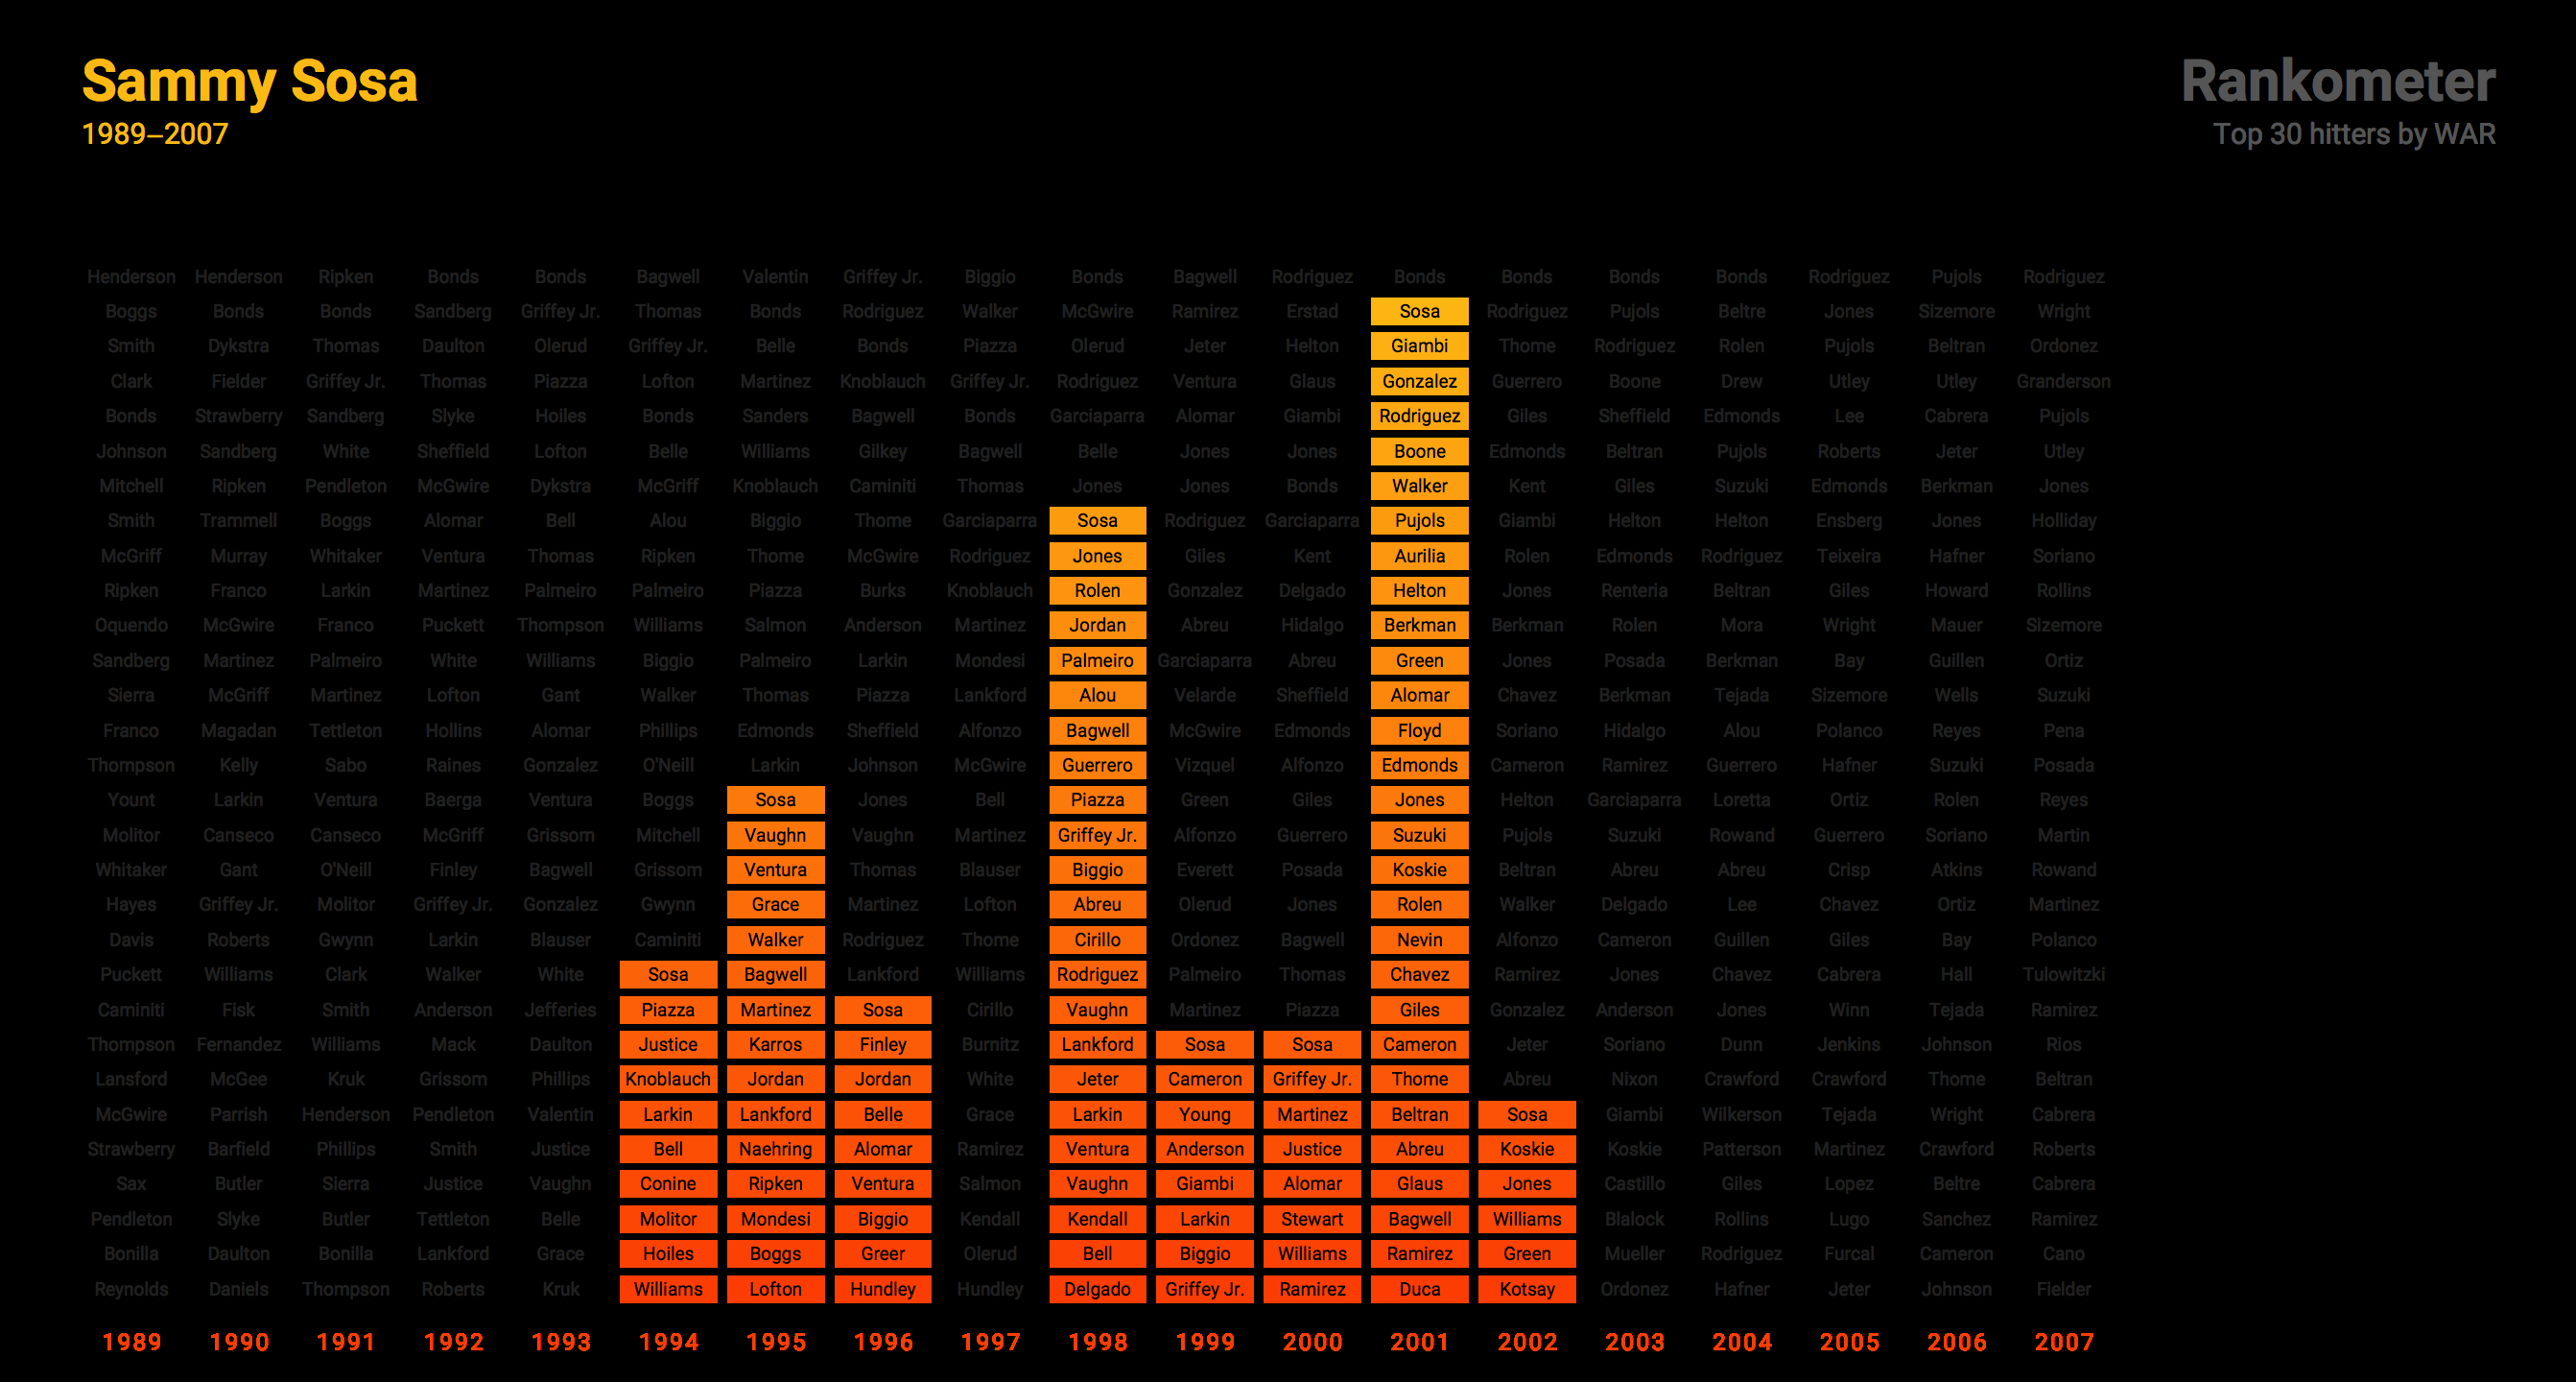 Sammy Sosa
1989–2007
Rankometer
Top 30 hitters by WAR
Henderson Henderson Ripken Bonds Bonds Bagwell Valentin Griffey Jr. Biggio Bonds Bagwell Rodriguez Bonds Bonds Bonds Bonds Rodriguez Pujols Rodriguez
Boggs Bonds Bonds Sandberg Griffey Jr. Thomas Bonds Rodriguez Walker McGwire Ramirez Erstad Sosa Rodriguez Pujols Beltre Jones Sizemore Wright
Smith Dykstra Thomas Daulton Olerud Griffey Jr. Belle Bonds Piazza Olerud Jeter Helton Giambi Thome Rodriguez Rolen Pujols Beltran Ordonez
Clark Fielder Griffey Jr. Thomas Piazza Lofton Martinez Knoblauch Griffey Jr. Rodriguez Ventura Glaus Gonzalez Guerrero Boone Drew Utley Utley Granderson
Bonds Strawberry Sandberg Slyke Hoiles Bonds Sanders Bagwell Bonds Garciaparra Alomar Giambi Rodriguez Giles Sheffield Edmonds Lee Cabrera Pujols
Johnson Sandberg White Sheffield Lofton Belle Williams Gilkey Bagwell Belle Jones Jones Boone Edmonds Beltran Pujols Roberts Jeter Utley
Mitchell Ripken Pendleton McGwire Dykstra McGriff Knoblauch Caminiti Thomas Jones Jones Bonds Walker Kent Giles Suzuki Edmonds Berkman Jones
Smith Trammell Boggs Alomar Bell Alou Biggio Thome Garciaparra Sosa Rodriguez Garciaparra Pujols Giambi Helton Helton Ensberg Jones Holliday
McGriff Murray Whitaker Ventura Thomas Ripken Thome McGwire Rodriguez Jones Giles Kent Aurilia Rolen Edmonds Rodriguez Teixeira Hafner Soriano
Ripken Franco Larkin Martinez Palmeiro Palmeiro Piazza Burks Knoblauch Rolen Gonzalez Delgado Helton Jones Renteria Beltran Giles Howard Rollins
Oquendo McGwire Franco Puckett Thompson Williams Salmon Anderson Martinez Jordan Abreu Hidalgo Berkman Berkman Rolen Mora Wright Mauer Sizemore
Sandberg Martinez Palmeiro White Williams Biggio Palmeiro Larkin Mondesi Palmeiro Garciaparra Abreu Green Jones Posada Berkman Bay Guillen Ortiz
Sierra McGriff Martinez Lofton Gant Walker Thomas Piazza Lankford Alou Velarde Sheffield Alomar Chavez Berkman Tejada Sizemore Wells Suzuki
Franco Magadan Tettleton Hollins Alomar Phillips Edmonds Sheffield Alfonzo Bagwell McGwire Edmonds Floyd Soriano Hidalgo Alou Polanco Reyes Pena
Thompson Kelly Sabo Raines Gonzalez O'Neill Larkin Johnson McGwire Guerrero Vizquel Alfonzo Edmonds Cameron Ramirez Guerrero Hafner Suzuki Posada
Yount Larkin Ventura Baerga Ventura Boggs Sosa Jones Bell Piazza Green Giles Jones Helton Garciaparra Loretta Ortiz Rolen Reyes
Molitor Canseco Canseco McGriff Grissom Mitchell Vaughn Vaughn Martinez Griffey Jr. Alfonzo Guerrero Suzuki Pujols Suzuki Rowand Guerrero Soriano Martin
Whitaker Gant O'Neill Finley Bagwell Grissom Ventura Thomas Blauser Biggio Everett Posada Koskie Beltran Abreu Abreu Crisp Atkins Rowand
Hayes Griffey Jr. Molitor Griffey Jr. Gonzalez Gwynn Grace Martinez Lofton Abreu Olerud Jones Rolen Walker Delgado Lee Chavez Ortiz Martinez
Davis Roberts Gwynn Larkin Blauser Caminiti Walker Rodriguez Thome Cirillo Ordonez Bagwell Nevin Alfonzo Cameron Guillen Giles Bay Polanco
Puckett Williams Clark Walker White Sosa Bagwell Lankford Williams Rodriguez Palmeiro Thomas Chavez Ramirez Jones Chavez Cabrera Hall Tulowitzki
Caminiti Fisk Smith Anderson Jefferies Piazza Martinez Sosa Cirillo Vaughn Martinez Piazza Giles Gonzalez Anderson Jones Winn Tejada Ramirez
Thompson Fernandez Williams Mack Daulton Justice Karros Finley Burnitz Lankford Sosa Sosa Cameron Jeter Soriano Dunn Jenkins Johnson Rios
Lansford McGee Kruk Grissom Phillips Knoblauch Jordan Jordan White Jeter Cameron Griffey Jr. Thome Abreu Nixon Crawford Crawford Thome Beltran
McGwire Parrish Henderson Pendleton Valentin Larkin Lankford Belle Grace Larkin Young Martinez Beltran Sosa Giambi Wilkerson Tejada Wright Cabrera
Strawberry Barfield Phillips Smith Justice Bell Naehring Alomar Ramirez Ventura Anderson Justice Abreu Koskie Koskie Patterson Martinez Crawford Roberts
Sax Butler Sierra Justice Vaughn Conine Ripken Ventura Salmon Vaughn Giambi Alomar Glaus Jones Castillo Giles Lopez Beltre Cabrera
Pendleton Slyke Butler Tettleton Belle Molitor Mondesi Biggio Kendall Kendall Larkin Stewart Bagwell Williams Blalock Rollins Lugo Sanchez Ramirez
Bonilla Daulton Bonilla Lankford Grace Hoiles Boggs Greer Olerud Bell Biggio Williams Ramirez Green Mueller Rodriguez Furcal Cameron Cano
Reynolds Daniels Thompson Roberts Kruk Williams Lofton Hundley Hundley Delgado Griffey Jr. Ramirez Duca Kotsay Ordonez Hafner Jeter Johnson Fielder
1989 1990 1991 1992 1993 1994 1995 1996 1997 1998 1999 2000 2001 2002 2003 2004 2005 2006 2007